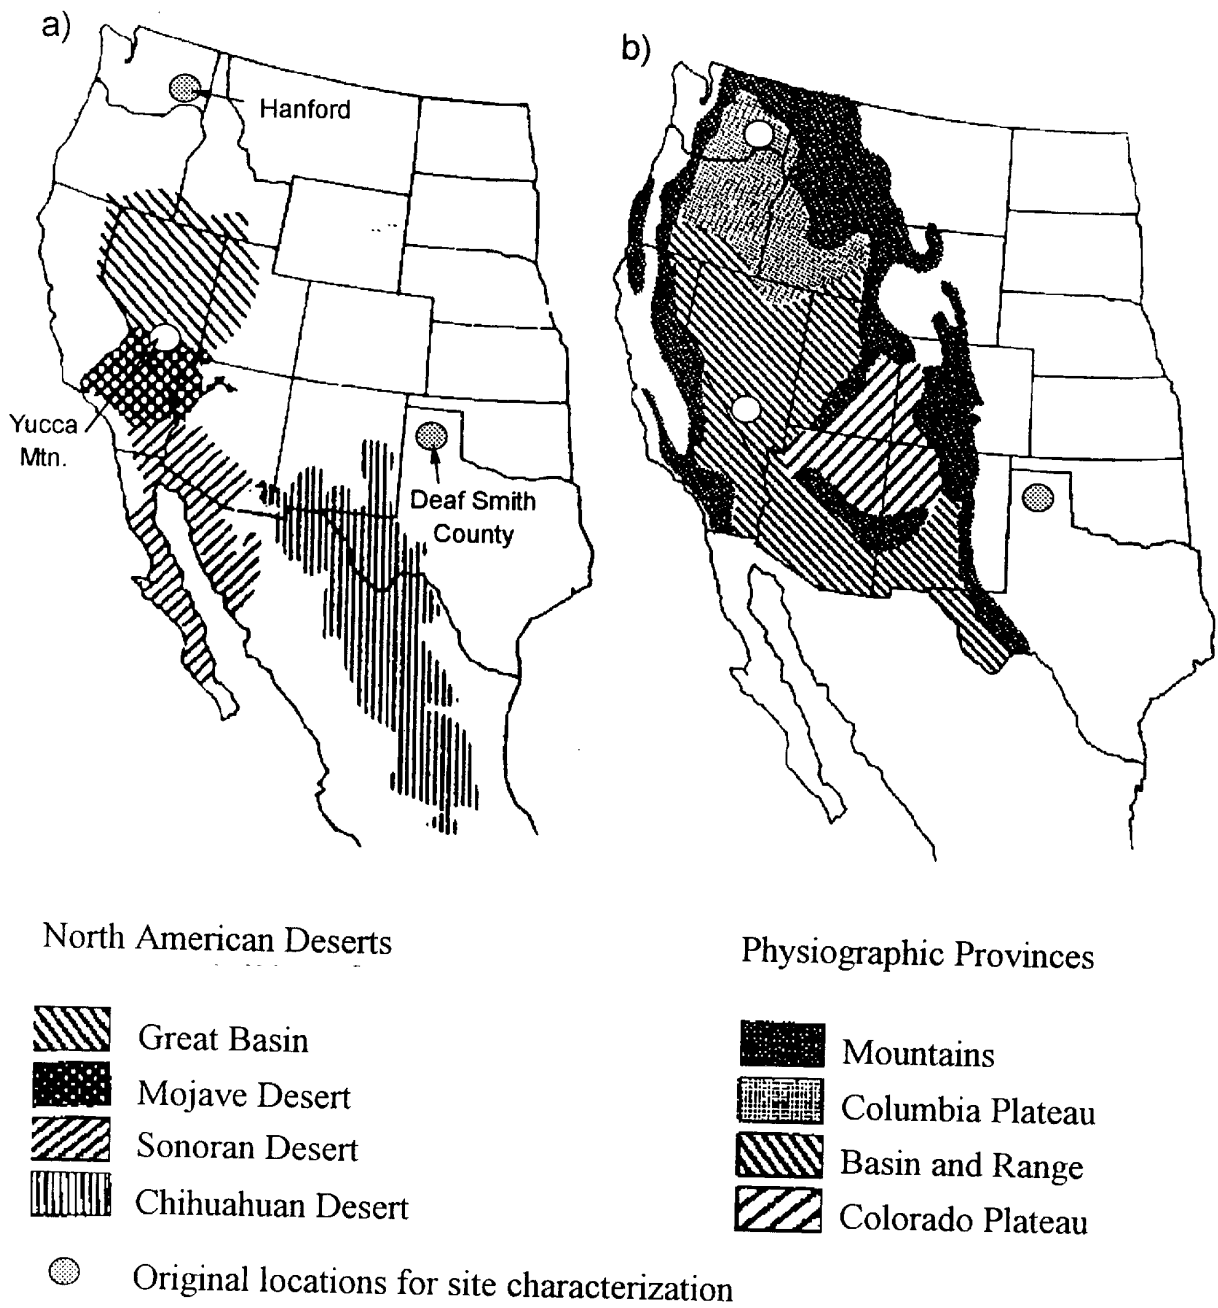 a)
b)
Hanford
Yucca
Mtn.
Deaf Smith
County
North American Deserts
Great Basin
Mojave Desert
Sonoran Desert
Chihuahuan Desert
Original locations for site characterization
Physiographic Provinces
Mountains
Columbia Plateau
Basin and Range
Colorado Plateau